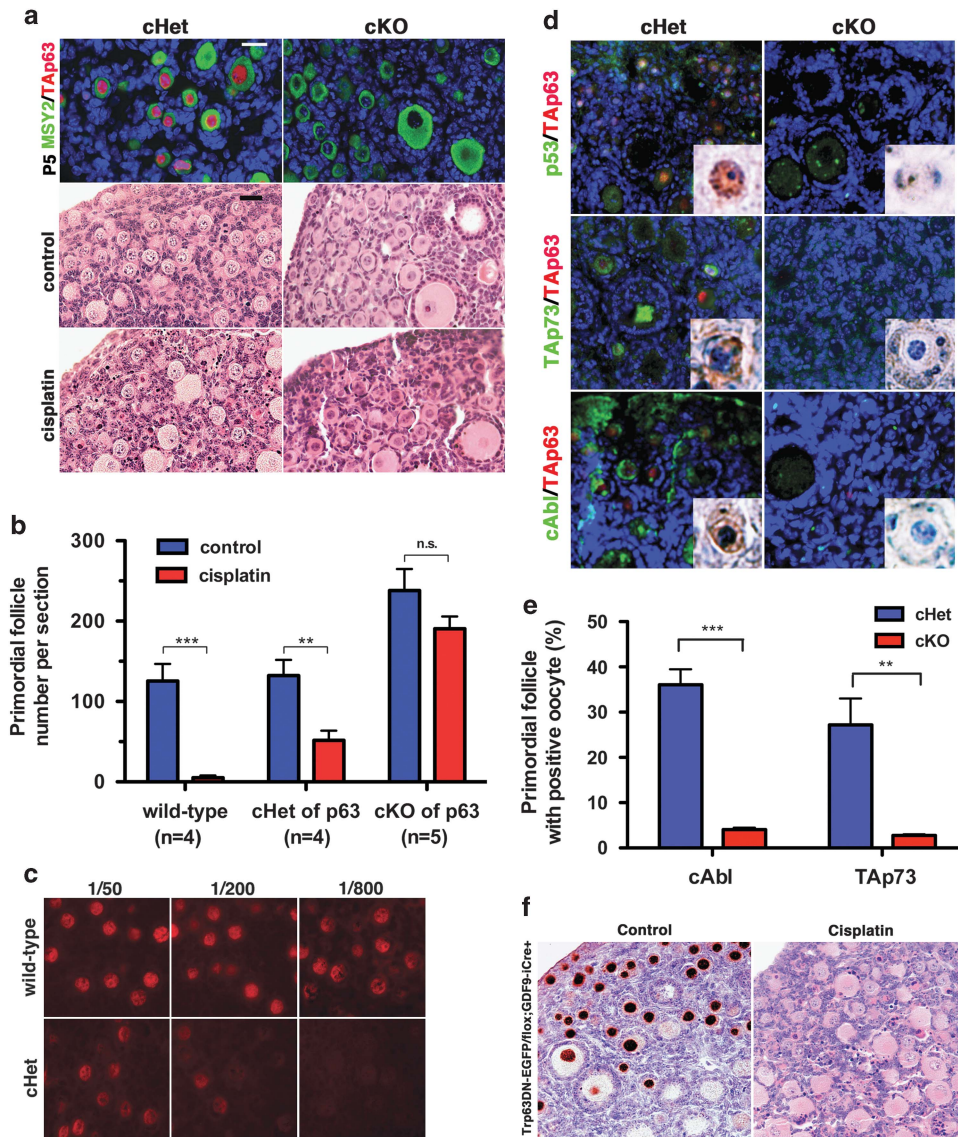 a
cHet
cKO
P5 MSY2/TAp63
control
cisplatin
b
Primordial follicle
number per section
300
200
100
0
control
cisplatin
***
**
n.s.
wild-type
(n=4)
cHet of p63
(n=4)
cKO of p63
(n=5)
c
1/50
1/200
1/800
wild-type
cHet
d
cHet
cKO
p53/TAp63
TAp73/TAp63
cAbl/TAp63
e
Primordial follicle
with positive oocyte (%)
50
40
30
20
10
0
cHet
cKO
***
**
cAbl
TAp73
f
Control
Cisplatin
Trp63DN-EGFP/flox;GDF9-iCre+